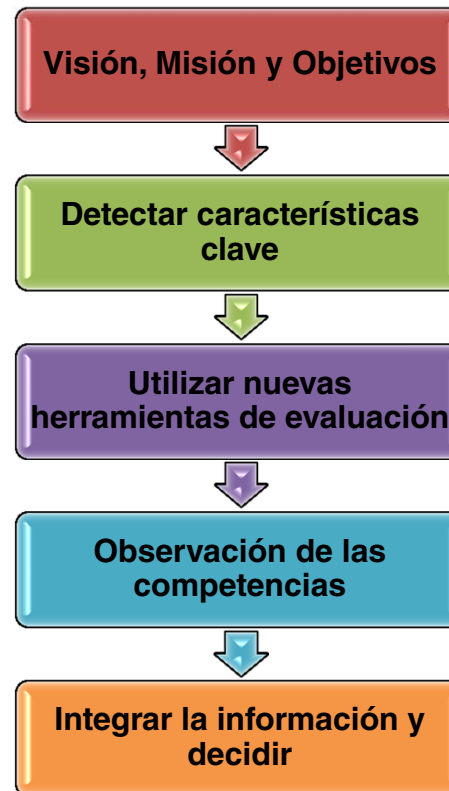 Visión, Misión y Objetivos
Detectar características
clave
Utilizar nuevas
herramientas de evaluación
Observación de las
competencias
Integrar la información y
decidir